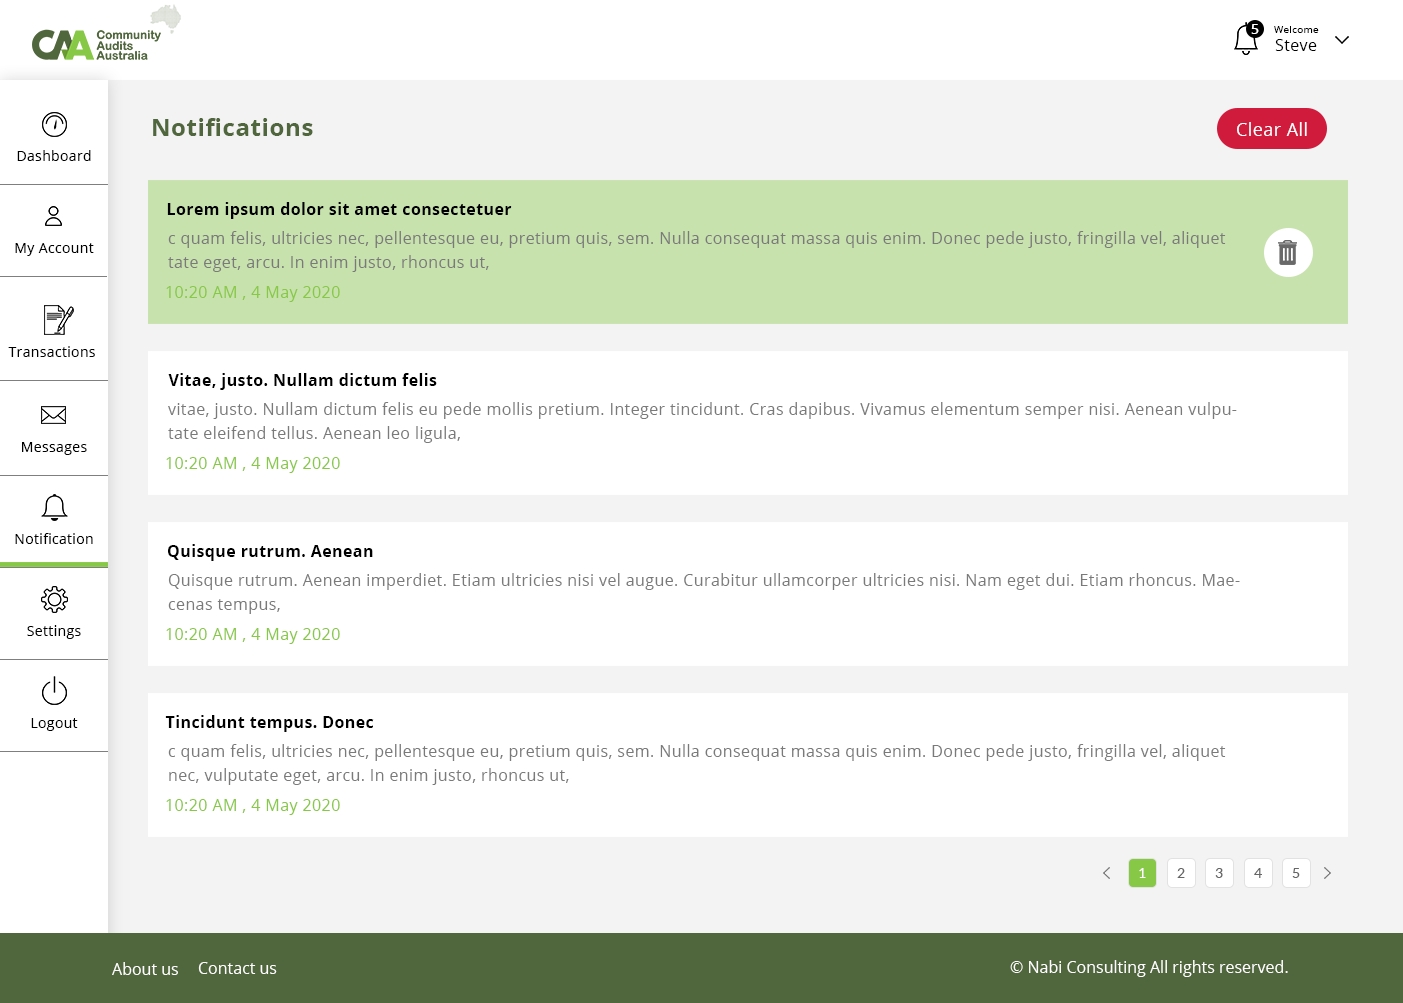 Community
Audits
Australia
CAA
5
Welcome
Steve
Dashboard
My Account
Transactions
Messages
Notification
Settings
Logout
Notifications
Clear All
Lorem ipsum dolor sit amet consectetuer
c quam felis, ultricies nec, pellentesque eu, pretium quis, sem. Nulla consequat massa quis enim. Donec pede justo, fringilla vel, aliquet
tate eget, arcu. In enim justo, rhoncus ut,
10:20 AM , 4 May 2020
Vitae, justo. Nullam dictum felis
vitae, justo. Nullam dictum felis eu pede mollis pretium. Integer tincidunt. Cras dapibus. Vivamus elementum semper nisi. Aenean vulpu-
tate eleifend tellus. Aenean leo ligula,
10:20 AM , 4 May 2020
Quisque rutrum. Aenean
Quisque rutrum. Aenean imperdiet. Etiam ultricies nisi vel augue. Curabitur ullamcorper ultricies nisi. Nam eget dui. Etiam rhoncus. Mae-
cenas tempus,
10:20 AM , 4 May 2020
Tincidunt tempus. Donec
c quam felis, ultricies nec, pellentesque eu, pretium quis, sem. Nulla consequat massa quis enim. Donec pede justo, fringilla vel, aliquet
nec, vulputate eget, arcu. In enim justo, rhoncus ut,
10:20 AM , 4 May 2020
1 2 3 4 5
About us Contact us
© Nabi Consulting All rights reserved.